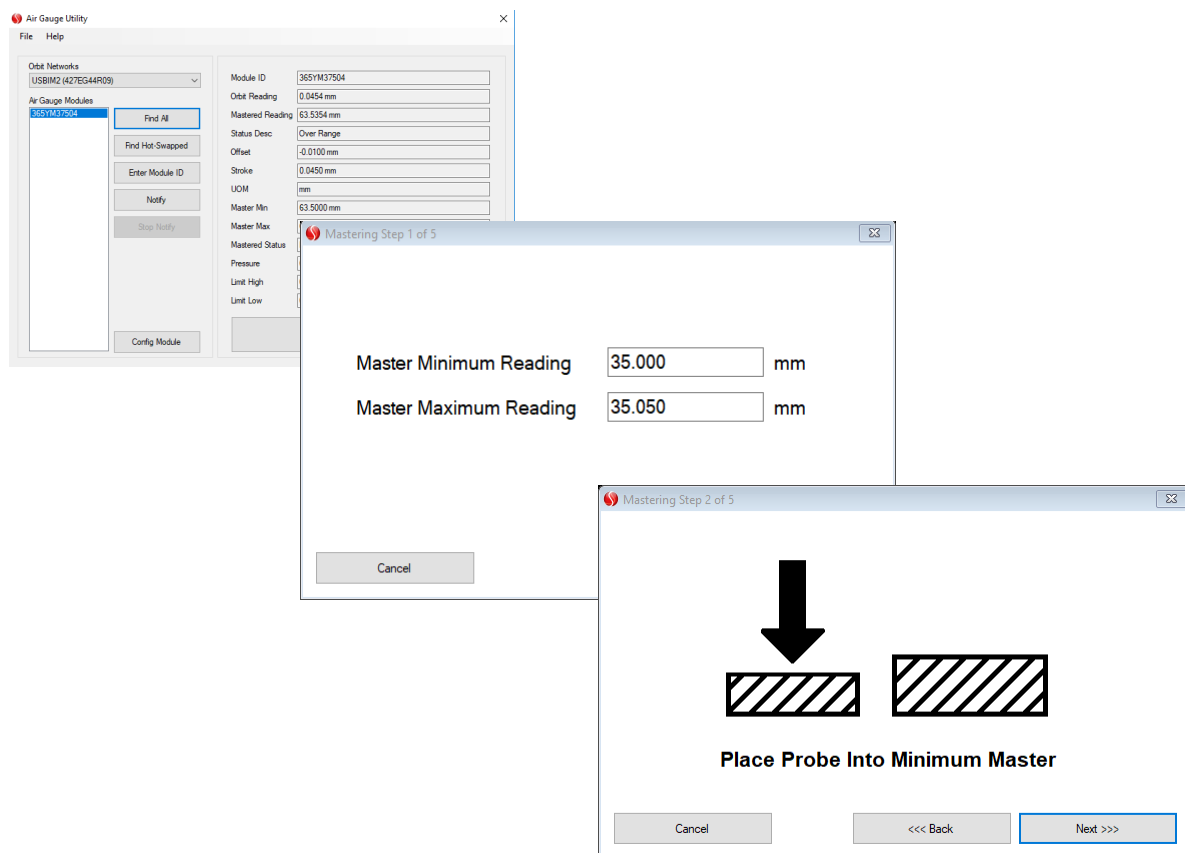 Air Gauge Utility
File Help
Orbit Networks
USBIM2 (427EG44R09)
Air Gauge Modules
365YM37504
Find All
Find Hot-Swapped
Enter Module ID
Notify
Stop Notify
Config Module
Module ID 365YM37504
Orbit Reading 0.0454 mm
Mastered Reading 63.5354 mm
Status Desc Over Range
Offset -0.0100 mm
Stroke 0.0450 mm
UOM mm
Master Min 63.5000 mm
Master Max
Mastered Status
Pressure
Limit High
Limit Low
Mastering Step 1 of 5
Master Minimum Reading 35.000 mm
Master Maximum Reading 35.050 mm
Cancel
Mastering Step 2 of 5
Place Probe Into Minimum Master
Cancel <<< Back Next >>>